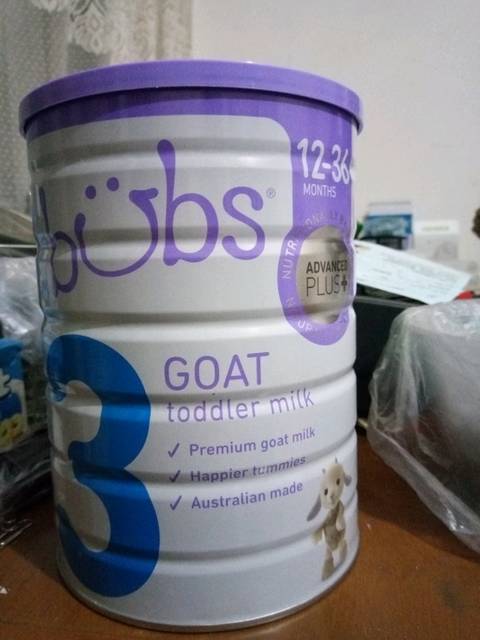 bubs®
12-36
MONTHS
ADVANCED
PLUS+
3
GOAT
toddler milk
✓ Premium goat milk
✓ Happier tummies
✓ Australian made